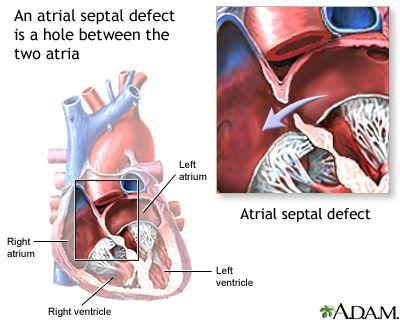 An atrial septal defect
is a hole between the
two atria
Left
atrium
Right
atrium
Left
ventricle
Right ventricle
Atrial septal defect
A.D.A.M.